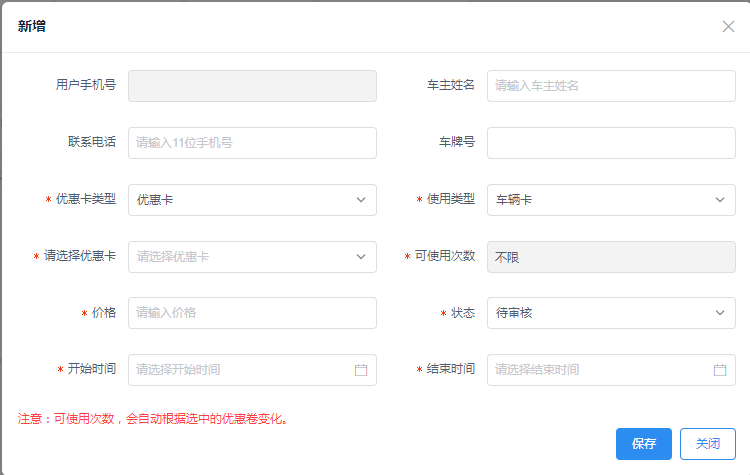 新增
用户手机号
车主姓名 请输入车主姓名
联系电话 请输入11位手机号
车牌号
* 优惠卡类型 优惠卡
* 使用类型 车辆卡
* 请选择优惠卡 请选择优惠卡
* 可使用次数 不限
* 价格 请输入价格
* 状态 待审核
* 开始时间 请选择开始时间
* 结束时间 请选择结束时间
注意：可使用次数，会自动根据选中的优惠卷变化。
保存 关闭